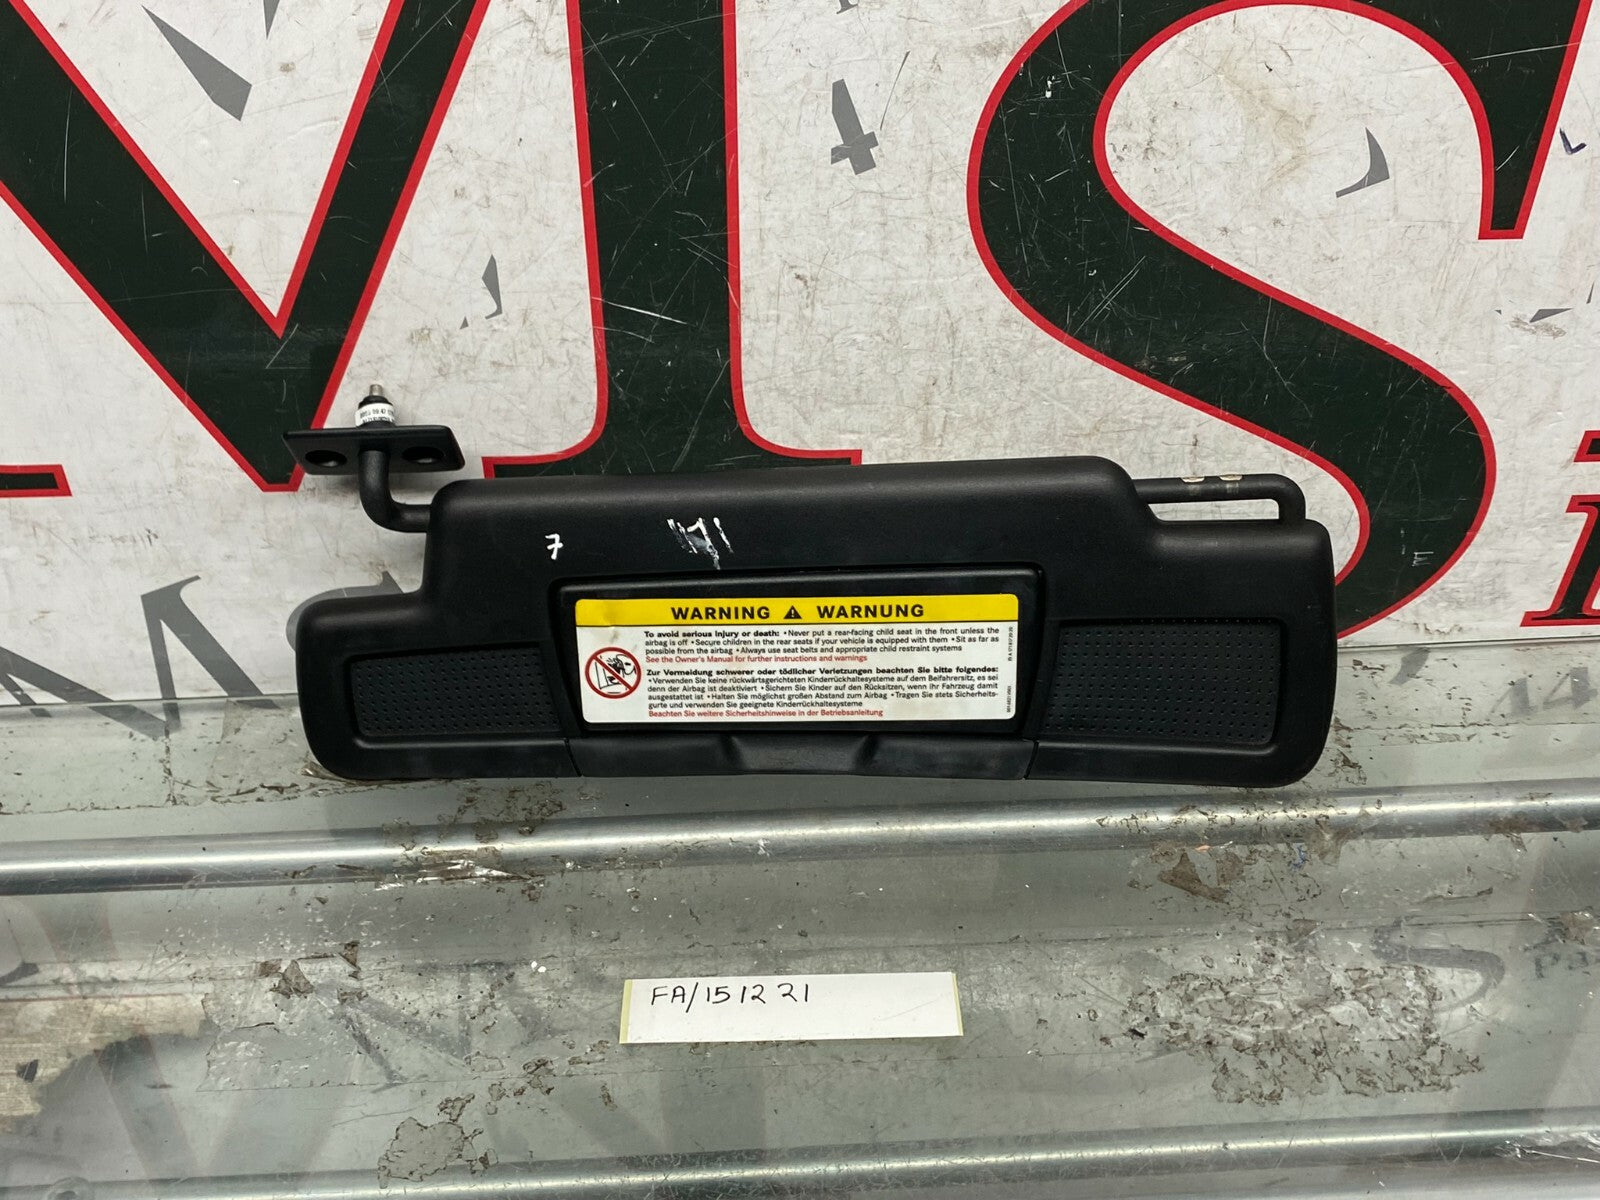 MIS
7
WARNING WARNUNG
To avoid serious injury or death: •Never put a rear-facing child seat in the front unless the
airbag is off •Secure children in the rear seats if your vehicle is equipped with them •Sit as far as
possible from the airbag •Always use seat belts and appropriate child restraint systems
See the Owner's Manual for further instructions and warnings
Zur Vermeidung schwerer oder tödlicher Verletzungen beachten Sie bitte folgendes:
•Verwenden Sie keine rückwärtsgerichteten Kinderrückhaltesysteme auf dem Beifahrersitz, es sei
denn der Airbag ist deaktiviert •Sichern Sie Kinder auf den Rücksitzen, wenn ihr Fahrzeug damit
ausgestattet ist •Halten Sie möglichst großen Abstand zum Airbag •Tragen Sie stets Sicherheits-
gurte und verwenden Sie geeignete Kinderrückhaltesysteme
Beachten Sie weitere Sicherheitshinweise in der Betriebsanleitung
FA/151221